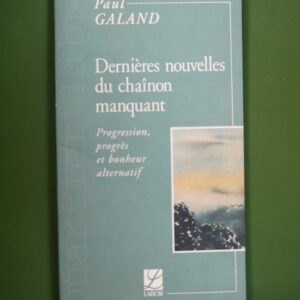 Paul
GALAND
Dernières nouvelles
du chaînon
manquant
Progression,
progrès
et bonheur
alternatif
LABOR